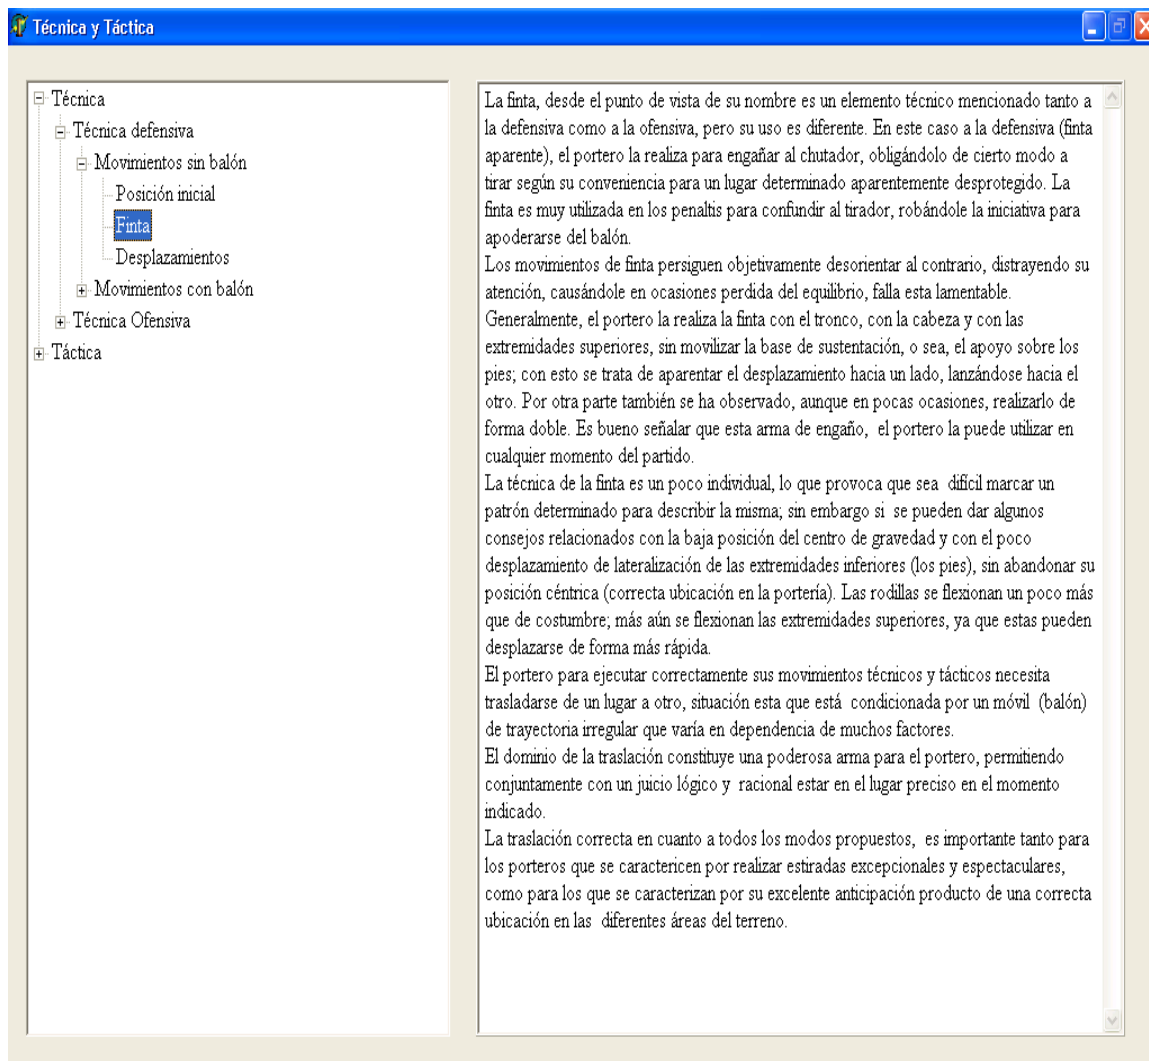 Técnica y Táctica
Técnica
Técnica defensiva
Movimientos sin balón
Posición inicial
Finta
Desplazamientos
Movimientos con balón
Técnica Ofensiva
Táctica
La finta, desde el punto de vista de su nombre es un elemento técnico mencionado tanto a
la defensiva como a la ofensiva, pero su uso es diferente. En este caso a la defensiva (finta
aparente), el portero la realiza para engañar al chutador, obligándolo de cierto modo a
tirar según su conveniencia para un lugar determinado aparentemente desprotegido. La
finta es muy utilizada en los penaltis para confundir al tirador, robándole la iniciativa para
apoderarse del balón.
Los movimientos de finta persiguen objetivamente desorientar al contrario, distrayendo su
atención, causándole en ocasiones perdida del equilibrio, falla esta lamentable.
Generalmente, el portero la realiza la finta con el tronco, con la cabeza y con las
extremidades superiores, sin movilizar la base de sustentación, o sea, el apoyo sobre los
pies; con esto se trata de aparentar el desplazamiento hacia un lado, lanzándose hacia el
otro. Por otra parte también se ha observado, aunque en pocas ocasiones, realizarlo de
forma doble. Es bueno señalar que esta arma de engaño,  el portero la puede utilizar en
cualquier momento del partido.
La técnica de la finta es un poco individual, lo que provoca que sea  difícil marcar un
patrón determinado para describir la misma; sin embargo si  se pueden dar algunos
consejos relacionados con la baja posición del centro de gravedad y con el poco
desplazamiento de lateralización de las extremidades inferiores (los pies), sin abandonar su
posición céntrica (correcta ubicación en la portería). Las rodillas se flexionan un poco más
que de costumbre; más aún se flexionan las extremidades superiores, ya que estas pueden
desplazarse de forma más rápida.
El portero para ejecutar correctamente sus movimientos técnicos y tácticos necesita
trasladarse de un lugar a otro, situación esta que está  condicionada por un móvil  (balón)
de trayectoria irregular que varía en dependencia de muchos factores.
El dominio de la traslación constituye una poderosa arma para el portero, permitiendo
conjuntamente con un juicio lógico y  racional estar en el lugar preciso en el momento
indicado.
La traslación correcta en cuanto a todos los modos propuestos,  es importante tanto para
los porteros que se caractericen por realizar estiradas excepcionales y espectaculares,
como para los que se caracterizan por su excelente anticipación producto de una correcta
ubicación en las  diferentes áreas del terreno.